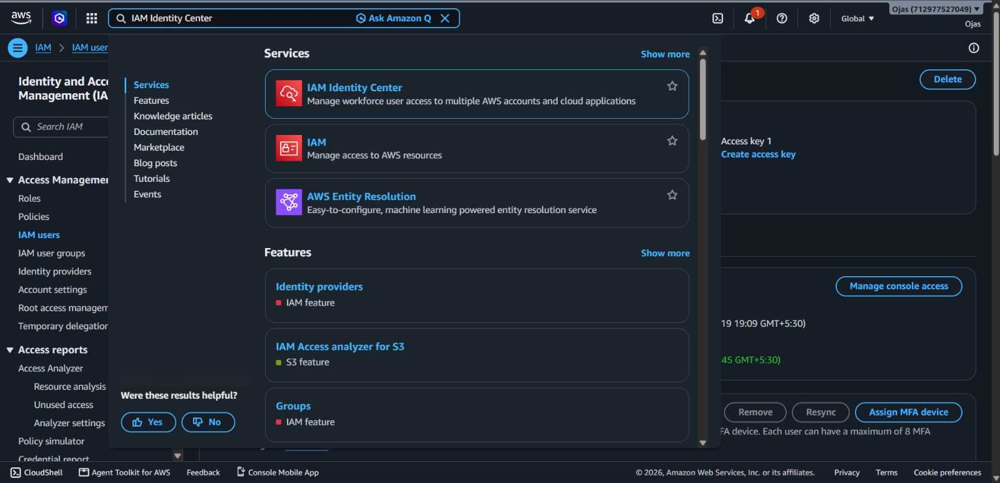 aws
IAM Identity Center
Ask Amazon Q
1
Global
Ojas (712977527049)
Ojas
IAM
IAM user
Identity and Acc
Management (IA
Search IAM
Dashboard
Access Managemen
Roles
Policies
IAM users
IAM user groups
Identity providers
Account settings
Root access managem
Temporary delegation
Access reports
Access Analyzer
Resource analysis
Unused access
Analyzer settings
Policy simulator
Credential report
Services
Features
Knowledge articles
Documentation
Marketplace
Blog posts
Tutorials
Events
Were these results helpful?
Yes
No
Services
Show more
IAM Identity Center
Manage workforce user access to multiple AWS accounts and cloud applications
IAM
Manage access to AWS resources
AWS Entity Resolution
Easy-to-configure, machine learning powered entity resolution service
Features
Show more
Identity providers
IAM feature
IAM Access analyzer for S3
S3 feature
Groups
IAM feature
Delete
Access key 1
Create access key
Manage console access
19 19:09 GMT+5:30)
45 GMT+5:30)
Remove
Resync
Assign MFA device
FA device. Each user can have a maximum of 8 MFA
CloudShell
Agent Toolkit for AWS
Feedback
Console Mobile App
© 2026, Amazon Web Services, Inc. or its affiliates.
Privacy
Terms
Cookie preferences